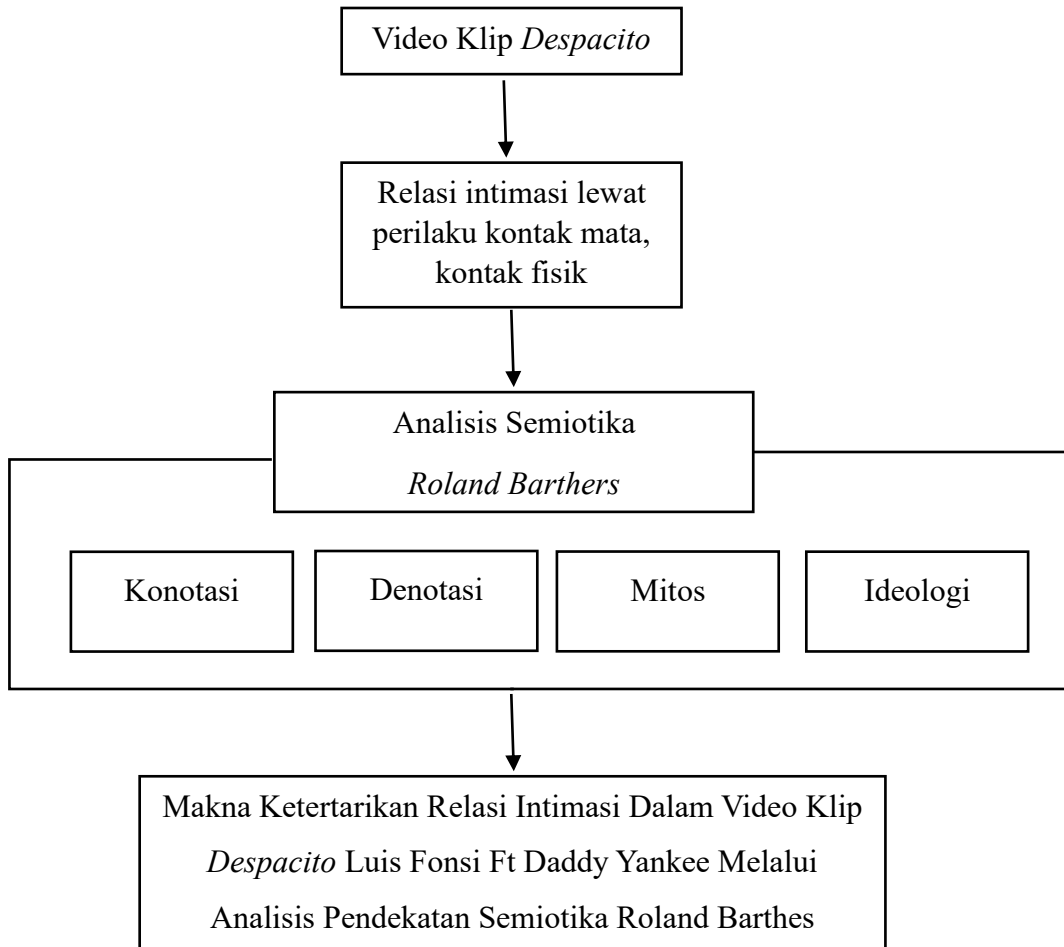 Video Klip Despacito
Relasi intimasi lewat
perilaku kontak mata,
kontak fisik
Analisis Semiotika
Roland Barthers
Konotasi
Denotasi
Mitos
Ideologi
Makna Ketertarikan Relasi Intimasi Dalam Video Klip
Despacito Luis Fonsi Ft Daddy Yankee Melalui
Analisis Pendekatan Semiotika Roland Barthes